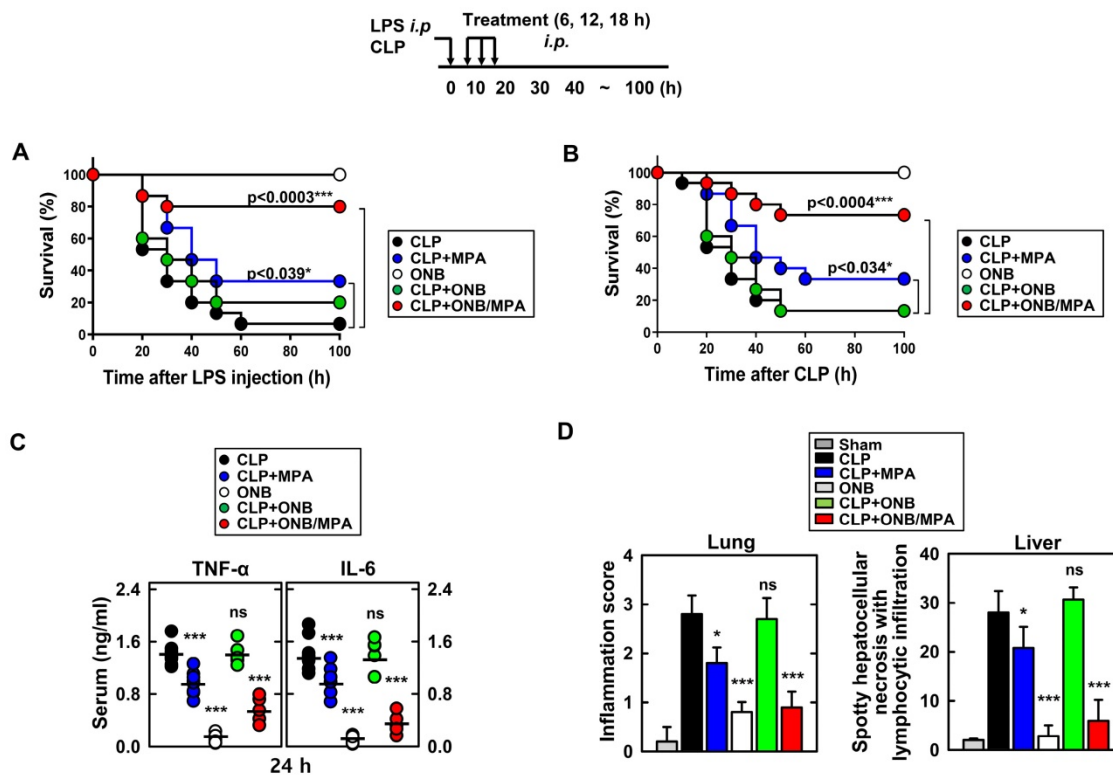 LPS i.p
CLP
Treatment (6, 12, 18 h)
i.p.
0 10 20 30 40 ~ 100 (h)
A
Survival (%)
100
80
60
40
20
0
p<0.0003***
p<0.039*
0 20 40 60 80 100
Time after LPS injection (h)
CLP
CLP+MPA
ONB
CLP+ONB
CLP+ONB/MPA
B
Survival (%)
100
80
60
40
20
0
p<0.0004***
p<0.034*
0 20 40 60 80 100
Time after CLP (h)
CLP
CLP+MPA
ONB
CLP+ONB
CLP+ONB/MPA
C
CLP
CLP+MPA
ONB
CLP+ONB
CLP+ONB/MPA
TNF-α
IL-6
Serum (ng/ml)
2.4
1.6
0.8
0.0
***
***
ns
***
***
***
ns
***
2.4
1.6
0.8
0.0
24 h
D
Sham
CLP
CLP+MPA
ONB
CLP+ONB
CLP+ONB/MPA
Lung
Inflammation score
4
3
2
1
0
*
***
ns
***
Liver
Spotty hepatocellular
necrosis with
lymphocytic infiltration
40
30
20
10
0
*
***
ns
***